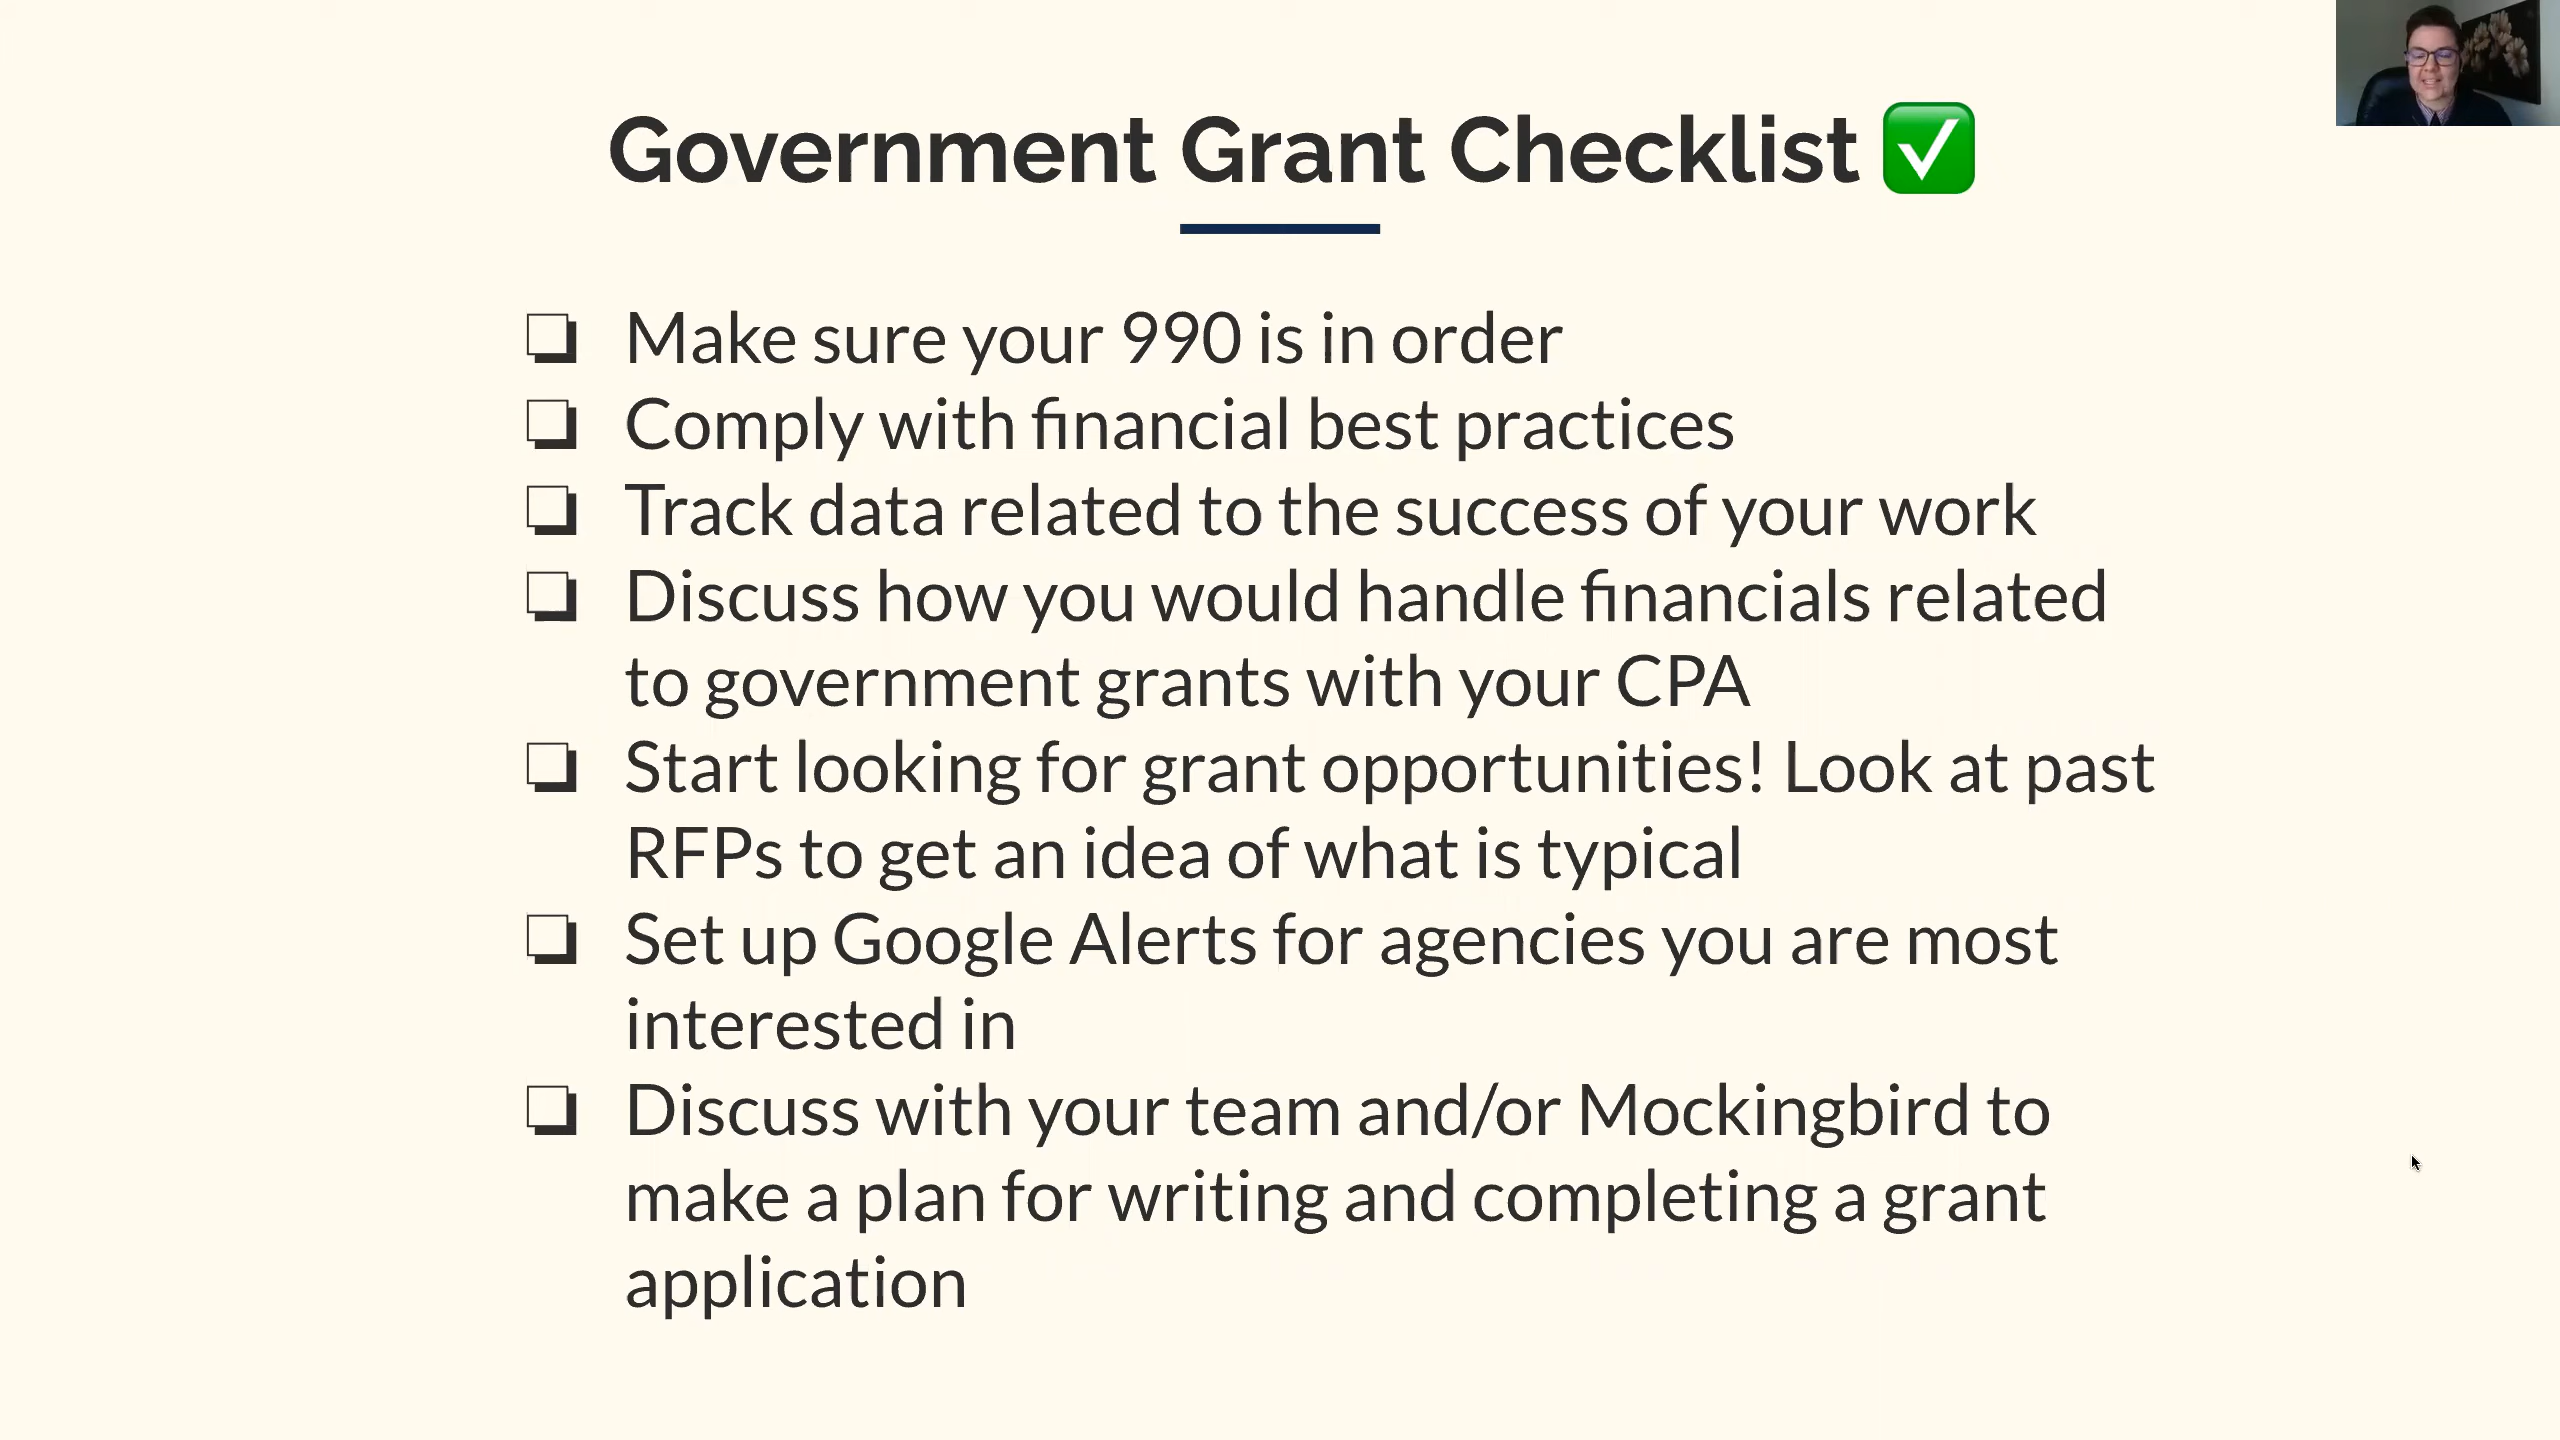 Government Grant Checklist ✅
❏ Make sure your 990 is in order
❏ Comply with financial best practices
❏ Track data related to the success of your work
❏ Discuss how you would handle financials related
to government grants with your CPA
❏ Start looking for grant opportunities! Look at past
RFPs to get an idea of what is typical
❏ Set up Google Alerts for agencies you are most
interested in
❏ Discuss with your team and/or Mockingbird to
make a plan for writing and completing a grant
application